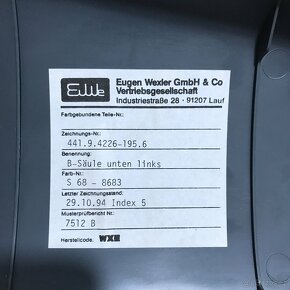 EuWe
Eugen Wexler GmbH & Co
Vertriebsgesellschaft
Industriestraße 28 - 91207 Lauf
Farbgebundene Teile-Nr.:
Zeichnungs-Nr.:
441.9.4226-195.6
Benennung:
B-Säule unten links
Farb-Nr.:
S 68 - 8683
Letzter Zeichnungsstand:
29.10.94 Index 5
Musterprüfbericht Nr.:
7512 B
Herstellcode: WXE